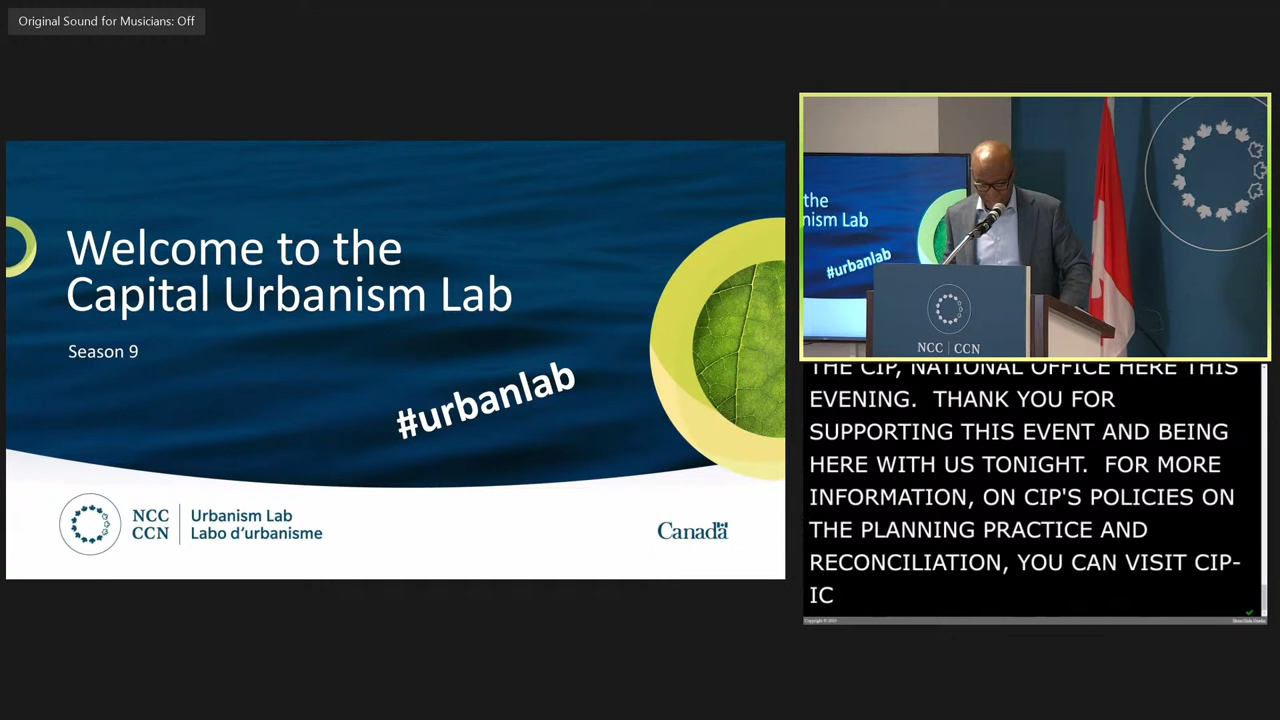 Original Sound for Musicians: Off
Welcome to the
Capital Urbanism Lab
Season 9
#urbanlab
NCC
CCN
Urbanism Lab
Labo d'urbanisme
Canada
the
nism Lab
#urbanlab
NCC | CCN
THE CIP, NATIONAL OFFICE HERE THIS
EVENING. THANK YOU FOR
SUPPORTING THIS EVENT AND BEING
HERE WITH US TONIGHT. FOR MORE
INFORMATION, ON CIP'S POLICIES ON
THE PLANNING PRACTICE AND
RECONCILIATION, YOU CAN VISIT CIP-
IC